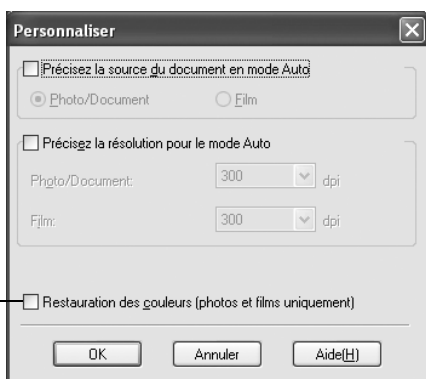 Personnaliser
Précisez la source du document en mode Auto
Photo/Document Film
Précisez la résolution pour le mode Auto
Photo/Document: 300 dpi
Film: 300 dpi
Restauration des couleurs (photos et films uniquement)
OK Annuler Aide(H)